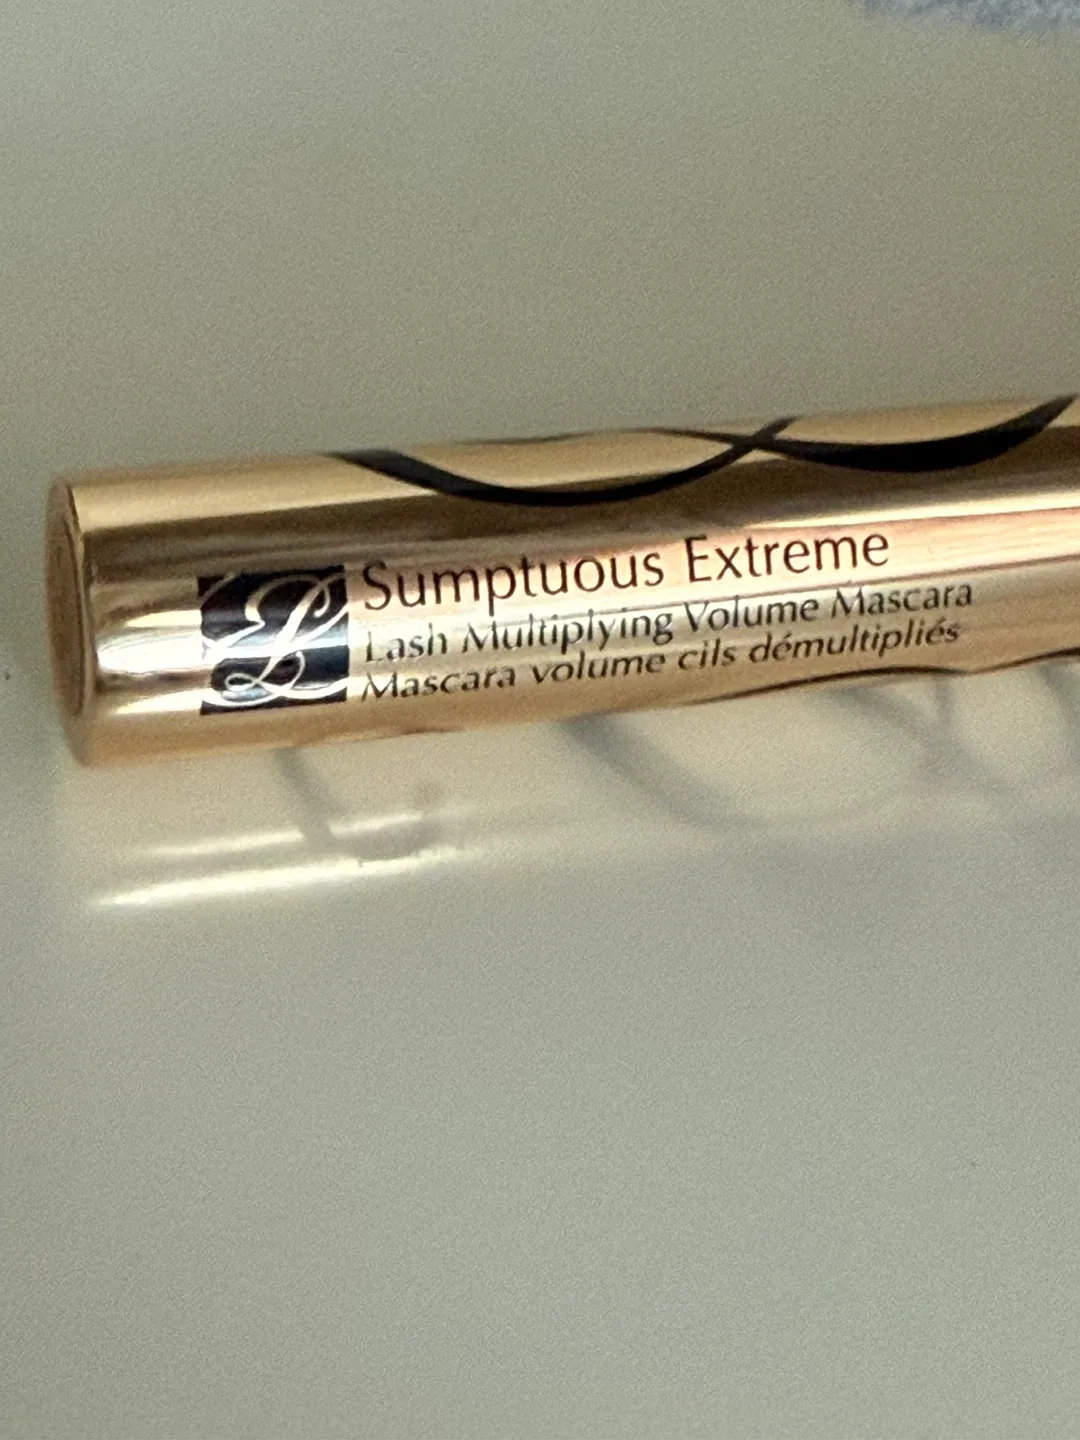 Sumptuous Extreme
Lash Multiplying Volume Mascara
Mascara volume cils démultipliés